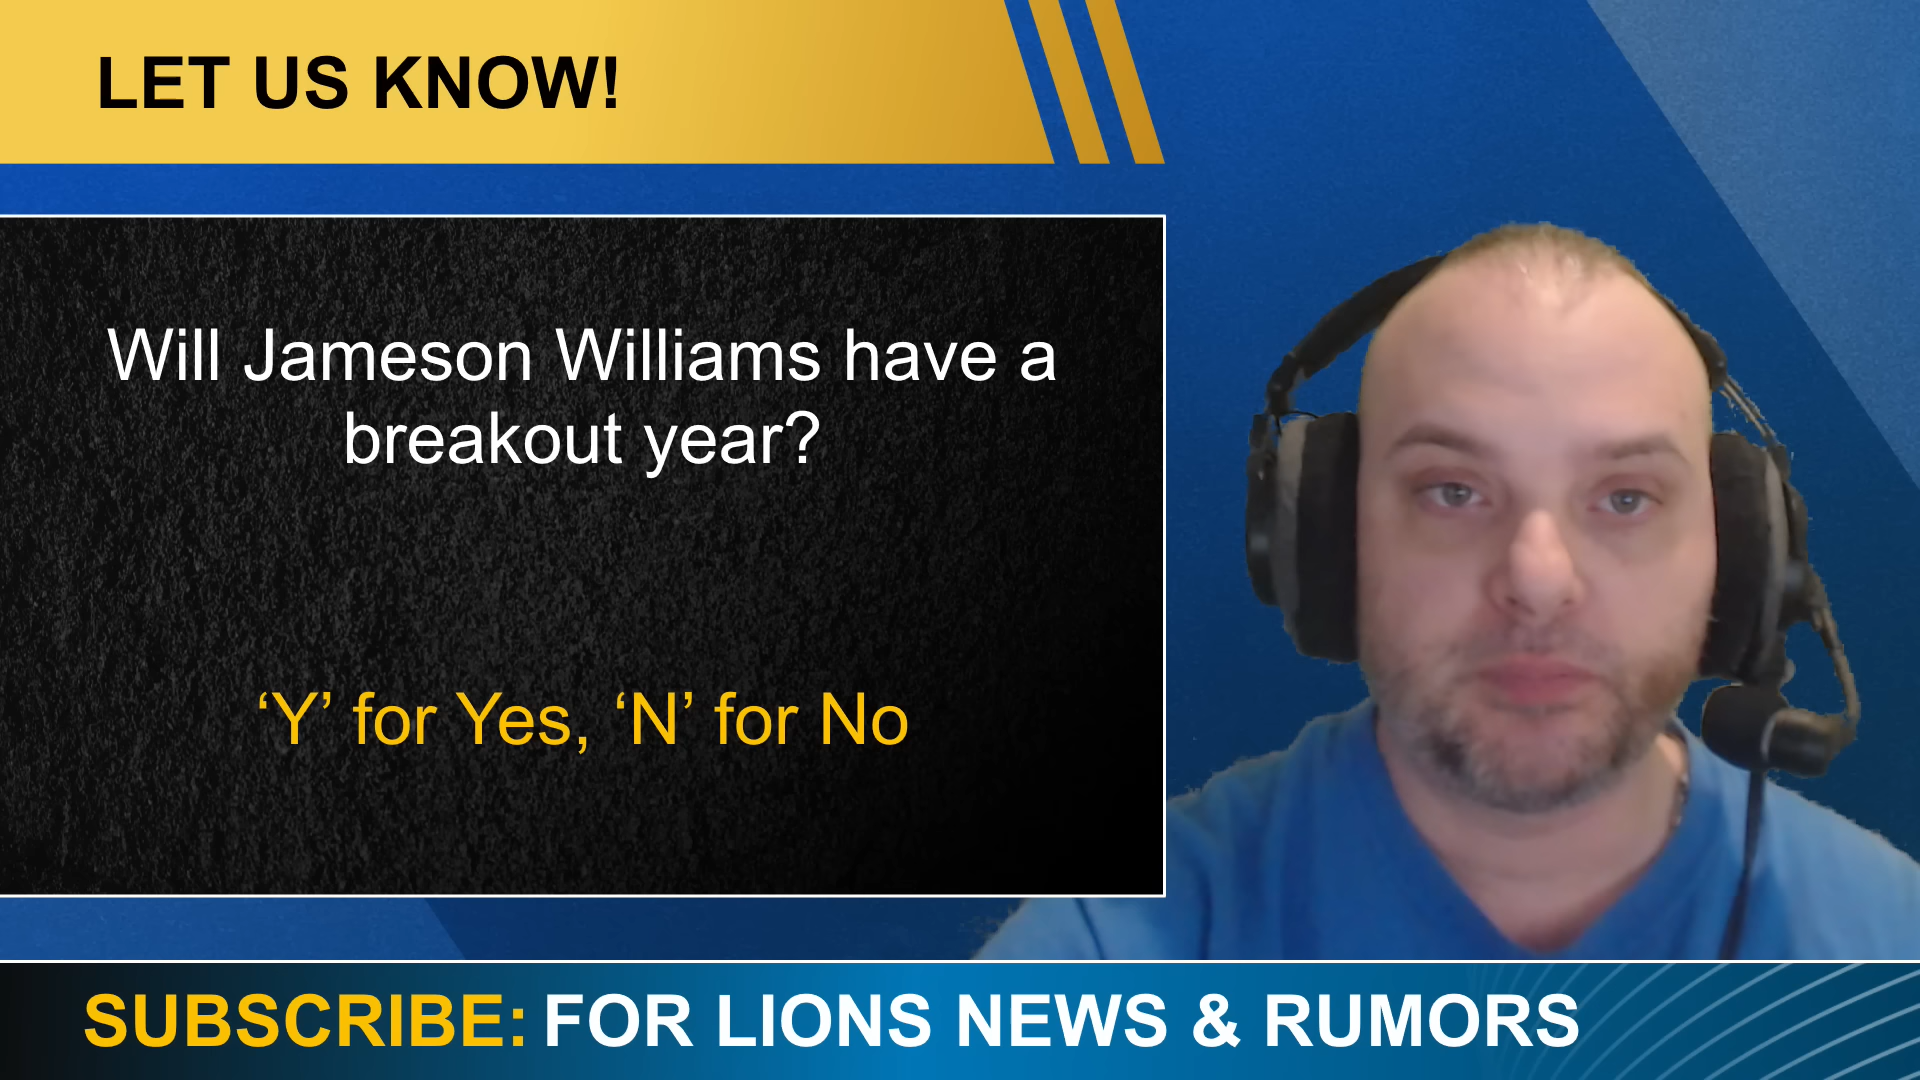 LET US KNOW!
Will Jameson Williams have a
breakout year?
‘Y’ for Yes, ‘N’ for No
SUBSCRIBE: FOR LIONS NEWS & RUMORS